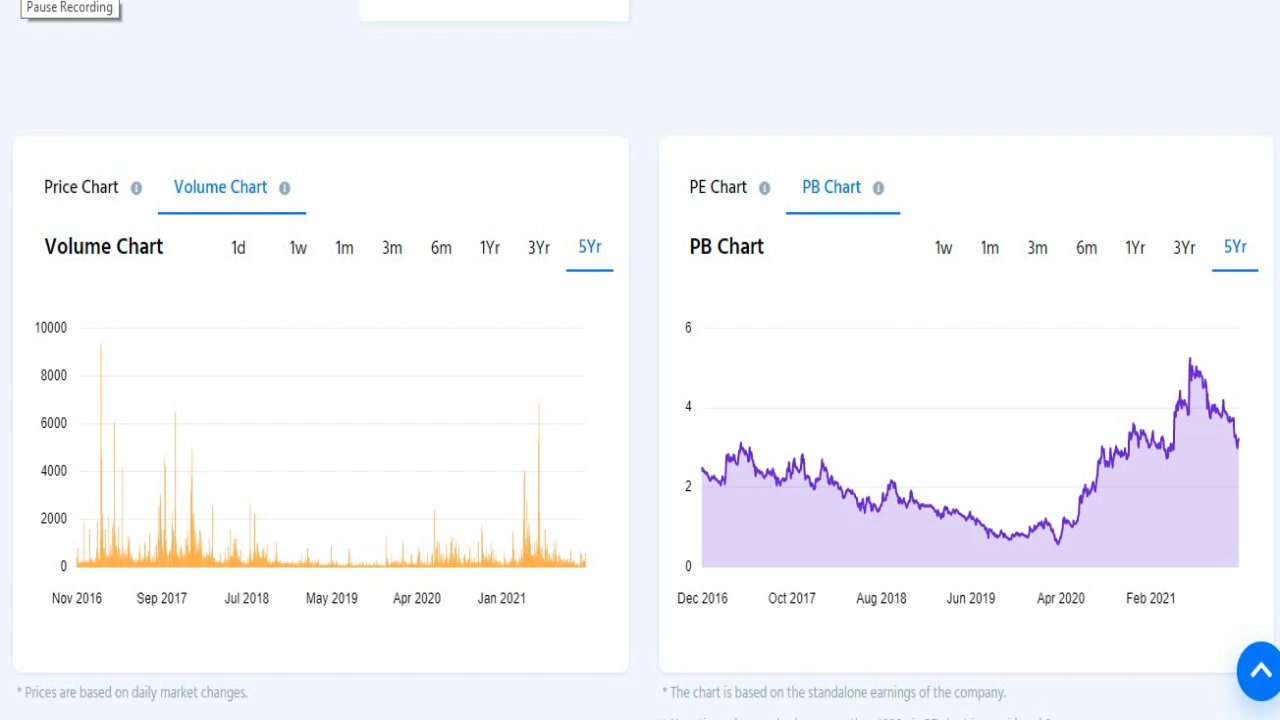 Pause Recording
Price Chart
Volume Chart
Volume Chart
1d 1w 1m 3m 6m 1Yr 3Yr 5Yr
10000
8000
6000
4000
2000
0
Nov 2016 Sep 2017 Jul 2018 May 2019 Apr 2020 Jan 2021
* Prices are based on daily market changes.
PE Chart
PB Chart
PB Chart
1w 1m 3m 6m 1Yr 3Yr 5Yr
6
4
2
0
Dec 2016 Oct 2017 Aug 2018 Jun 2019 Apr 2020 Feb 2021
* The chart is based on the standalone earnings of the company.